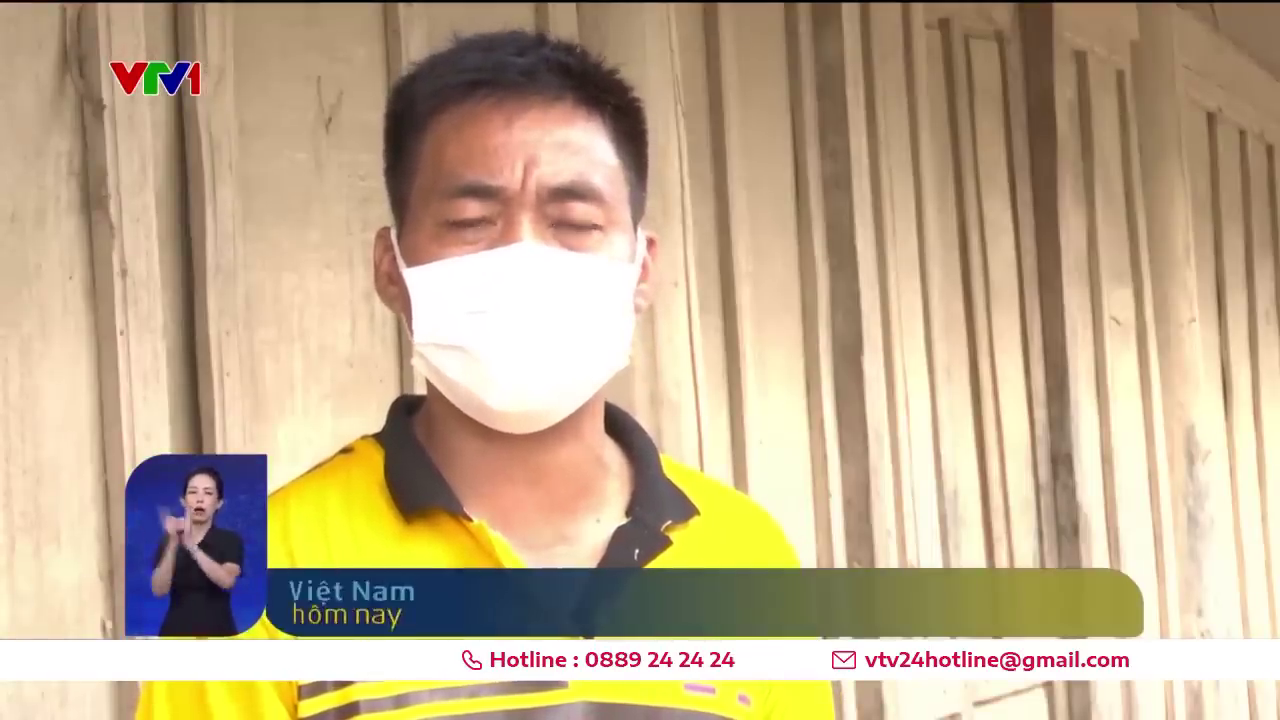 VTV1
Việt Nam
hôm nay
Hotline : 0889 24 24 24
vtv24hotline@gmail.com